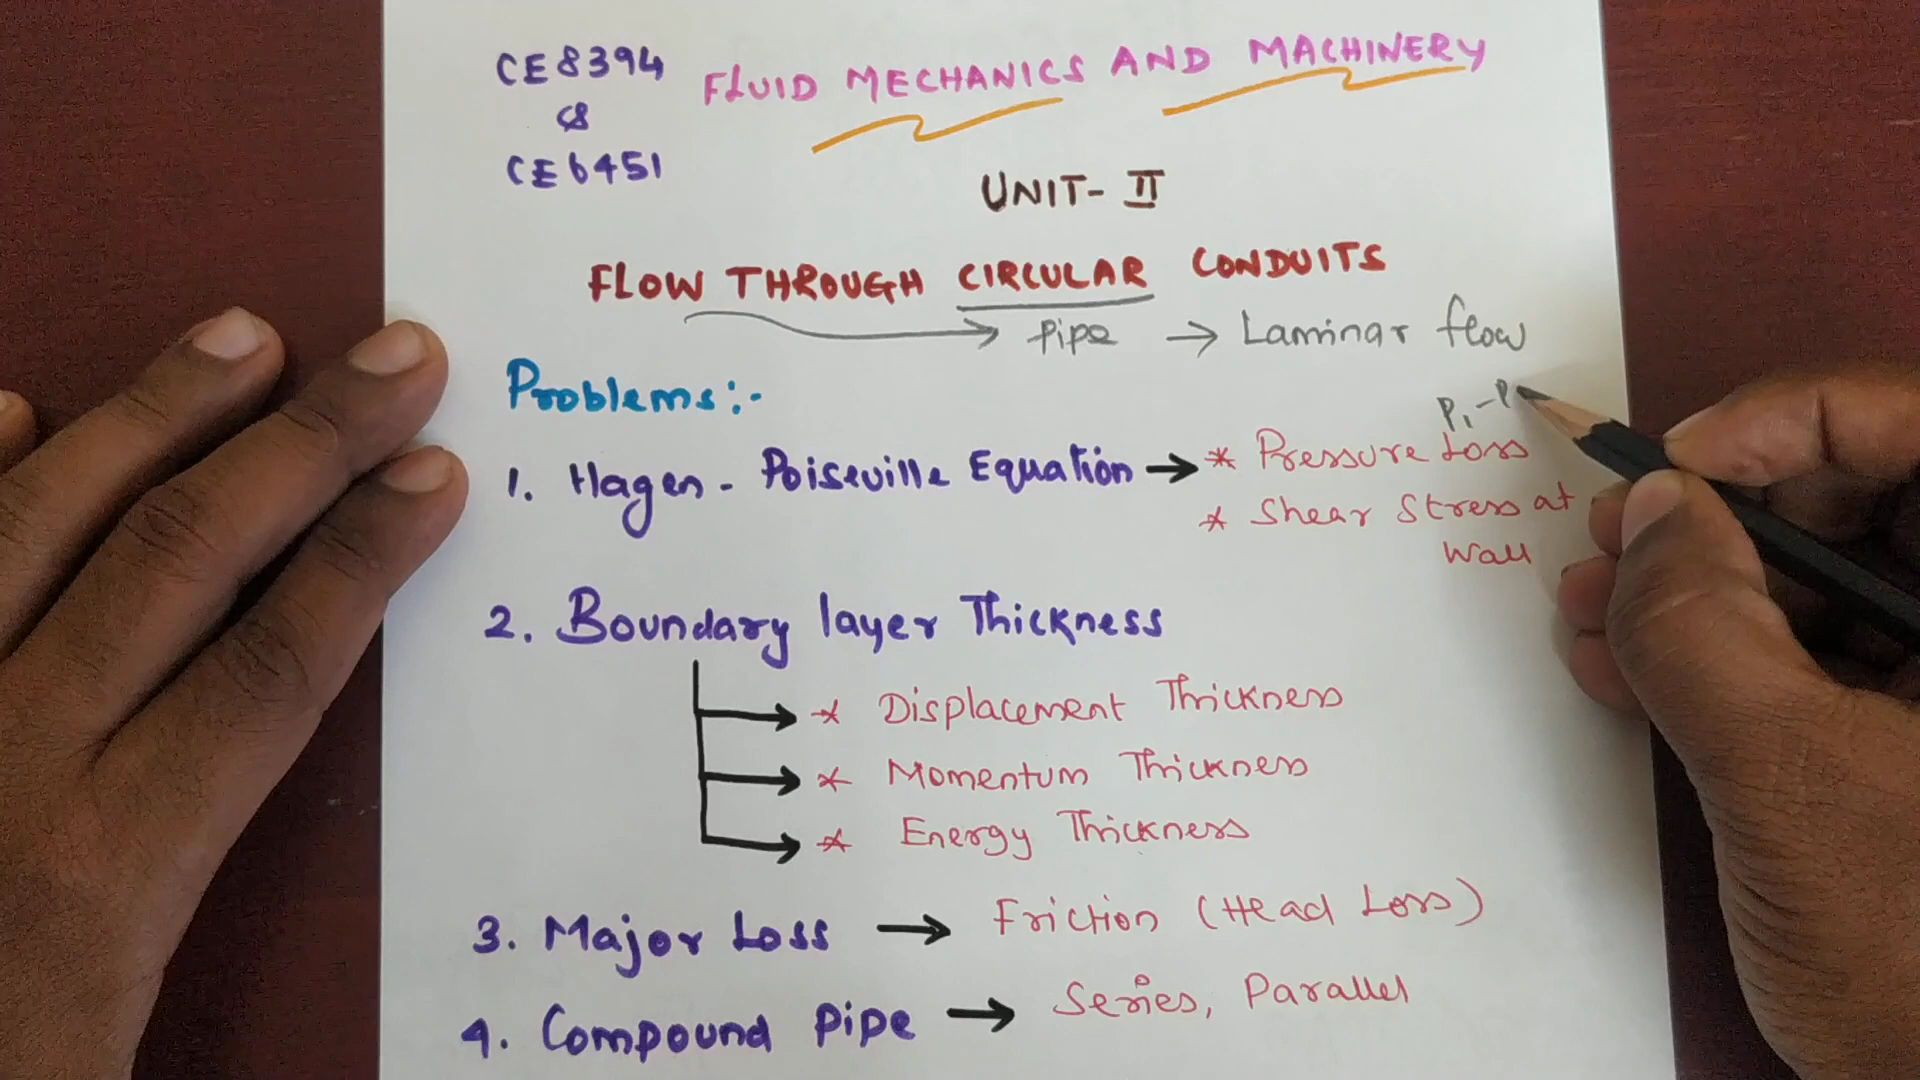 CE8394
&
CE6451
FLUID MECHANICS AND MACHINERY
UNIT- II
FLOW THROUGH CIRCULAR CONDUITS
→ pipe → Laminar flow
Problems:-
P₁-P
1. Hagen - Poiseville Equation → * Pressure Loss
* Shear Stress at
Wall
2. Boundary layer Thickness
→ * Displacement Thickness
→ * Momentum Thickness
→ * Energy Thickness
3. Major Loss → Friction (Head Loss)
4. Compound Pipe → Series, Parallel